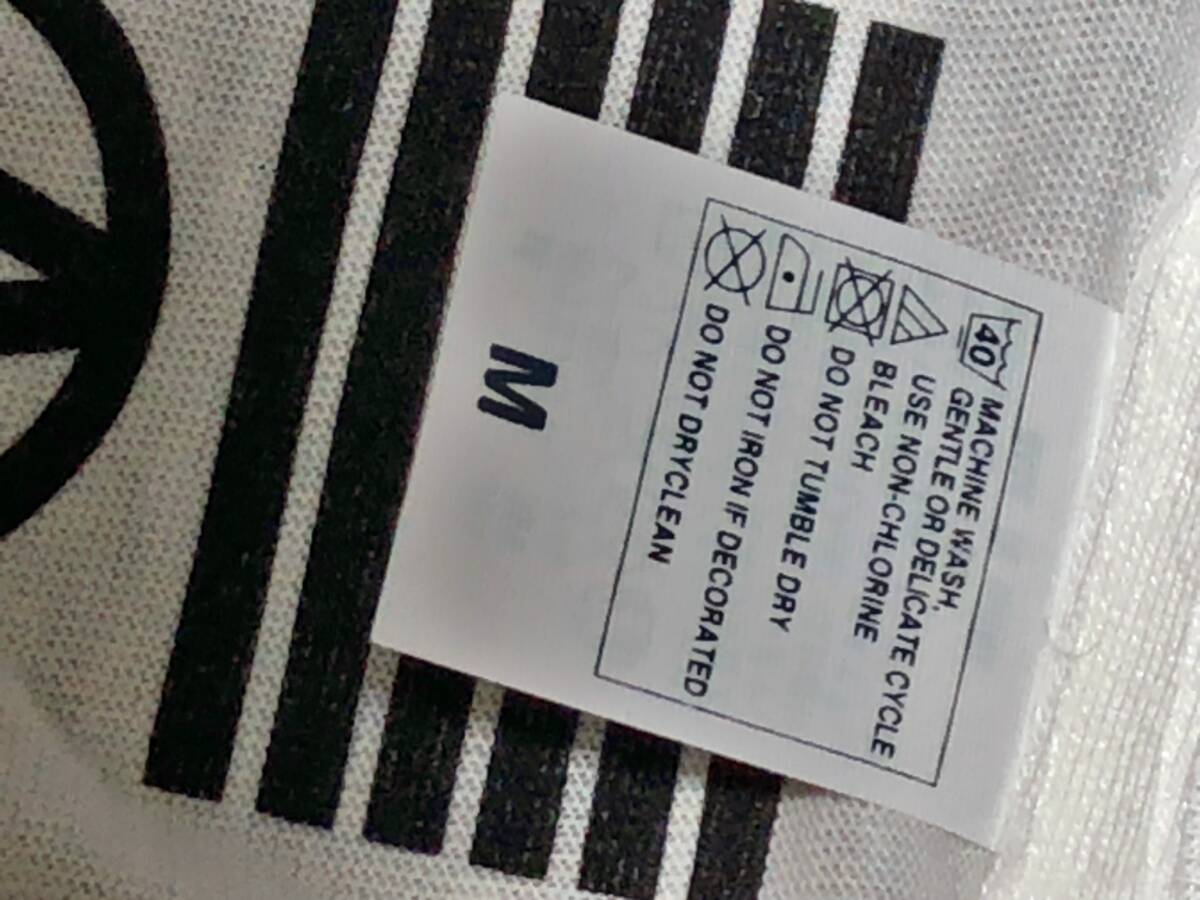 40 MACHINE WASH,
GENTLE OR DELICATE CYCLE
USE NON-CHLORINE
BLEACH
DO NOT TUMBLE DRY
DO NOT IRON IF DECORATED
DO NOT DRYCLEAN
M